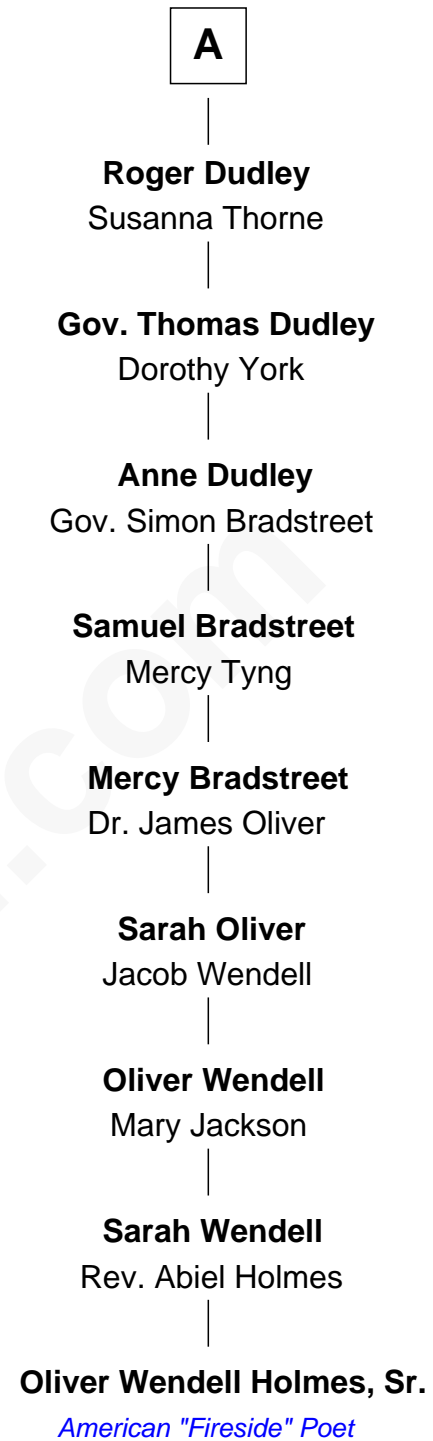 A
Roger Dudley
Susanna Thorne
Gov. Thomas Dudley
Dorothy York
Anne Dudley
Gov. Simon Bradstreet
Samuel Bradstreet
Mercy Tyng
Mercy Bradstreet
Dr. James Oliver
Sarah Oliver
Jacob Wendell
Oliver Wendell
Mary Jackson
Sarah Wendell
Rev. Abiel Holmes
Oliver Wendell Holmes, Sr.
American "Fireside" Poet